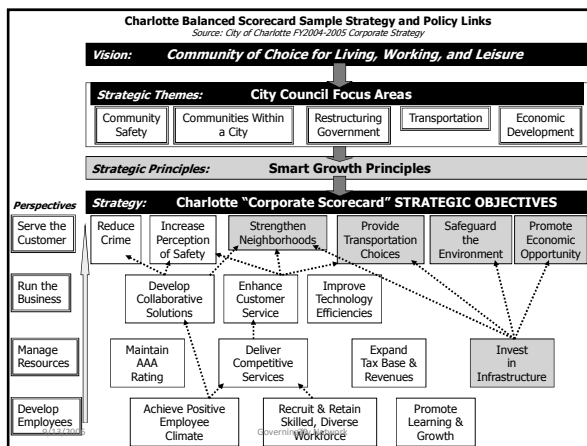 Charlotte Balanced Scorecard Sample Strategy and Policy Links
Source: City of Charlotte FY2004-2005 Corporate Strategy
Vision: Community of Choice for Living, Working, and Leisure
Strategic Themes: City Council Focus Areas
Community
Safety
Communities Within
a City
Restructuring
Government
Transportation
Economic
Development
Strategic Principles: Smart Growth Principles
Perspectives
Strategy: Charlotte “Corporate Scorecard” STRATEGIC OBJECTIVES
Serve the
Customer
Reduce
Crime
Increase
Perception
of Safety
Strengthen
Neighborhoods
Provide
Transportation
Choices
Safeguard
the
Environment
Promote
Economic
Opportunity
Run the
Business
Develop
Collaborative
Solutions
Enhance
Customer
Service
Improve
Technology
Efficiencies
Manage
Resources
Maintain
AAA
Rating
Deliver
Competitive
Services
Expand
Tax Base &
Revenues
Invest
in
Infrastructure
Develop
Employees
Achieve Positive
Employee
Climate
Recruit & Retain
Skilled, Diverse
Workforce
Promote
Learning &
Growth